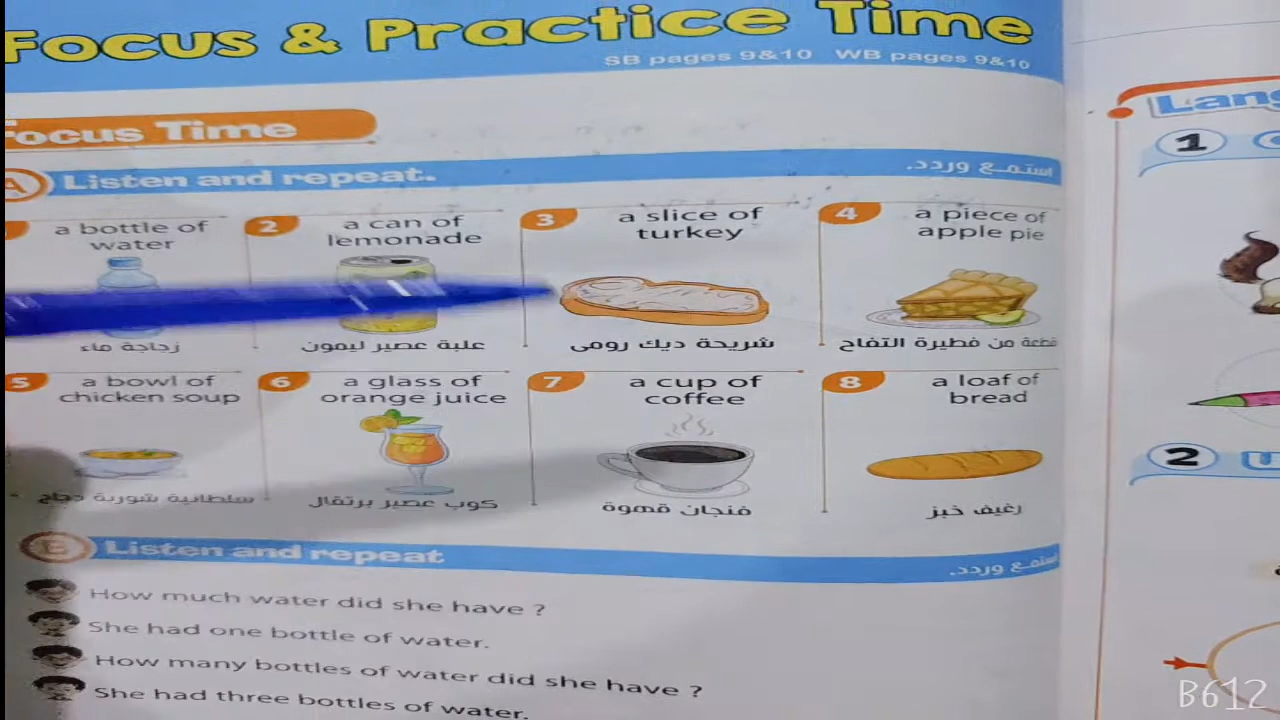 Focus & Practice Time
SB pages 9&10 WB pages 9&10
Focus Time
A Listen and repeat.
استمع وردد.
a bottle of
water
زجاجة ماء
2 a can of
lemonade
علبة عصير ليمون
3 a slice of
turkey
شريحة ديك رومى
4 a piece of
apple pie
قطعة من فطيرة التفاح
5 a bowl of
chicken soup
سلطانية شوربة دجاج
6 a glass of
orange juice
كوب عصير برتقال
7 a cup of
coffee
فنجان قهوة
8 a loaf of
bread
رغيف خبز
B Listen and repeat
استمع وردد.
How much water did she have ?
She had one bottle of water.
How many bottles of water did she have ?
She had three bottles of water.
1
2
B612